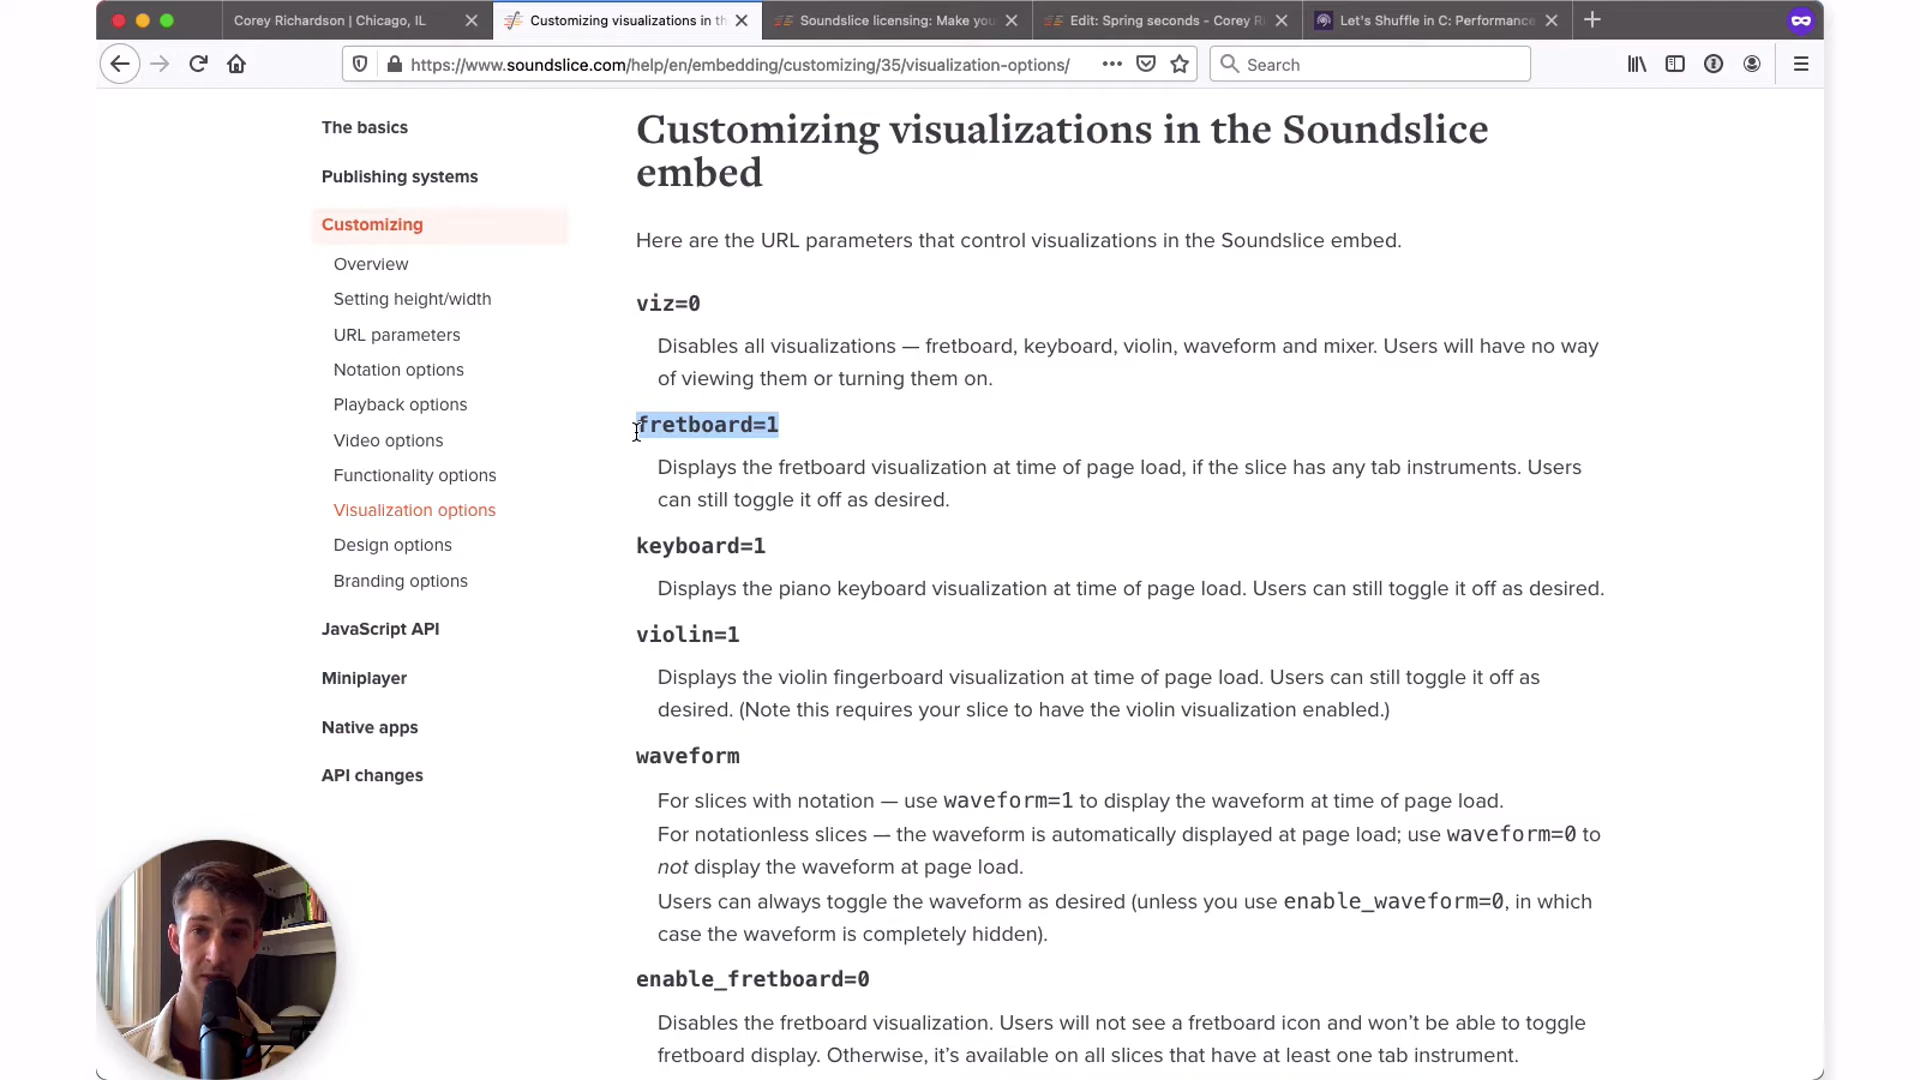 Corey Richardson | Chicago, IL
Customizing visualizations in th
Soundslice licensing: Make you
Edit: Spring seconds - Corey Ri
Let's Shuffle in C: Performance
https://www.soundslice.com/help/en/embedding/customizing/35/visualization-options/
Search
The basics
Publishing systems
Customizing
Overview
Setting height/width
URL parameters
Notation options
Playback options
Video options
Functionality options
Visualization options
Design options
Branding options
JavaScript API
Miniplayer
Native apps
API changes
Customizing visualizations in the Soundslice
embed
Here are the URL parameters that control visualizations in the Soundslice embed.
viz=0
Disables all visualizations — fretboard, keyboard, violin, waveform and mixer. Users will have no way
of viewing them or turning them on.
fretboard=1
Displays the fretboard visualization at time of page load, if the slice has any tab instruments. Users
can still toggle it off as desired.
keyboard=1
Displays the piano keyboard visualization at time of page load. Users can still toggle it off as desired.
violin=1
Displays the violin fingerboard visualization at time of page load. Users can still toggle it off as
desired. (Note this requires your slice to have the violin visualization enabled.)
waveform
For slices with notation — use waveform=1 to display the waveform at time of page load.
For notationless slices — the waveform is automatically displayed at page load; use waveform=0 to
not display the waveform at page load.
Users can always toggle the waveform as desired (unless you use enable_waveform=0, in which
case the waveform is completely hidden).
enable_fretboard=0
Disables the fretboard visualization. Users will not see a fretboard icon and won't be able to toggle
fretboard display. Otherwise, it's available on all slices that have at least one tab instrument.